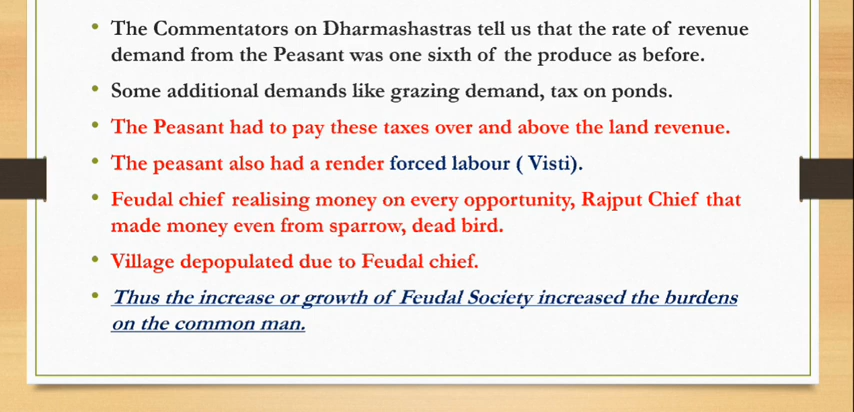 • The Commentators on Dharmashastras tell us that the rate of revenue
demand from the Peasant was one sixth of the produce as before.
• Some additional demands like grazing demand, tax on ponds.
• The Peasant had to pay these taxes over and above the land revenue.
• The peasant also had a render forced labour ( Visti).
• Feudal chief realising money on every opportunity, Rajput Chief that
made money even from sparrow, dead bird.
• Village depopulated due to Feudal chief.
• Thus the increase or growth of Feudal Society increased the burdens
on the common man.